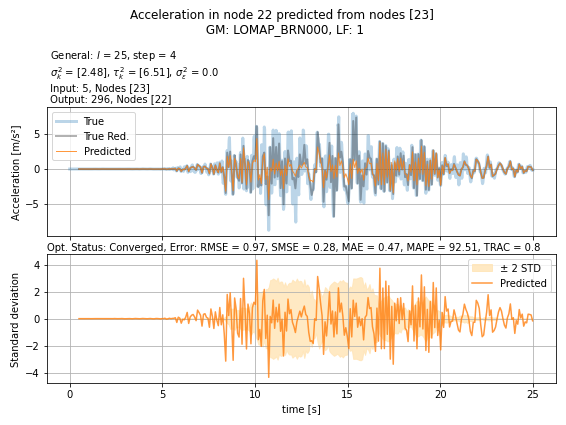 Acceleration in node 22 predicted from nodes [23]
GM: LOMAP_BRN000, LF: 1
General: l = 25, step = 4
σ²ₖ = [2.48], τ²ₖ = [6.51], σ²ε = 0.0
Input: 5, Nodes [23]
Output: 296, Nodes [22]
Acceleration [m/s²]
5
0
−5
True
True Red.
Predicted
Opt. Status: Converged, Error: RMSE = 0.97, SMSE = 0.28, MAE = 0.47, MAPE = 92.51, TRAC = 0.8
Standard deviation
4
2
0
−2
−4
± 2 STD
Predicted
0
5
10
15
20
25
time [s]